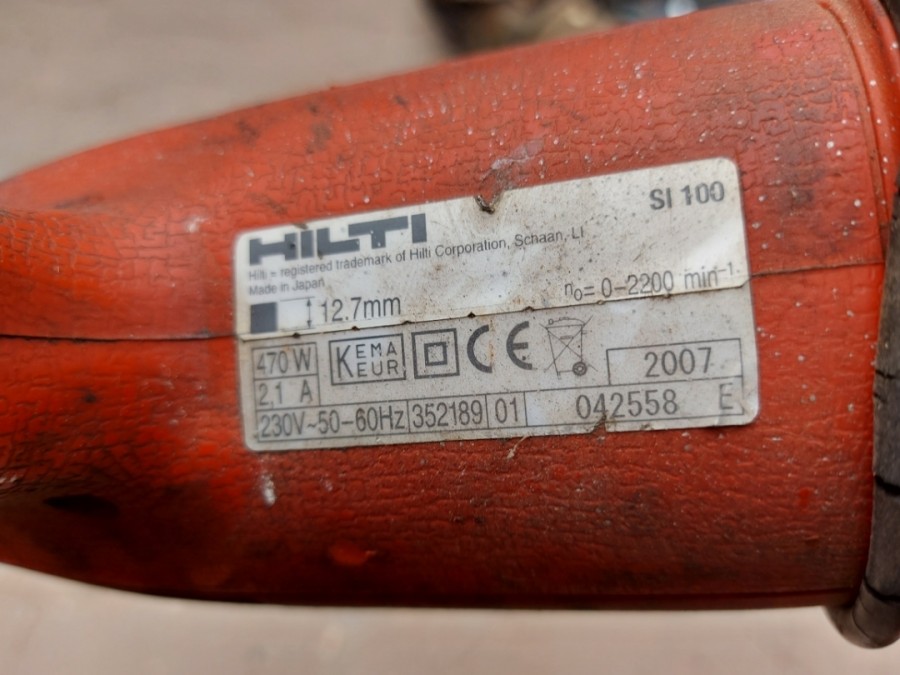 HILTI
SI 100
Hilti = registered trademark of Hilti Corporation, Schaan, LI
Made in Japan
12.7mm
n₀= 0-2200 min⁻¹
470 W
KEMA EUR
CE
2007
2,1 A
230V~50-60Hz 352189 01 042558 E